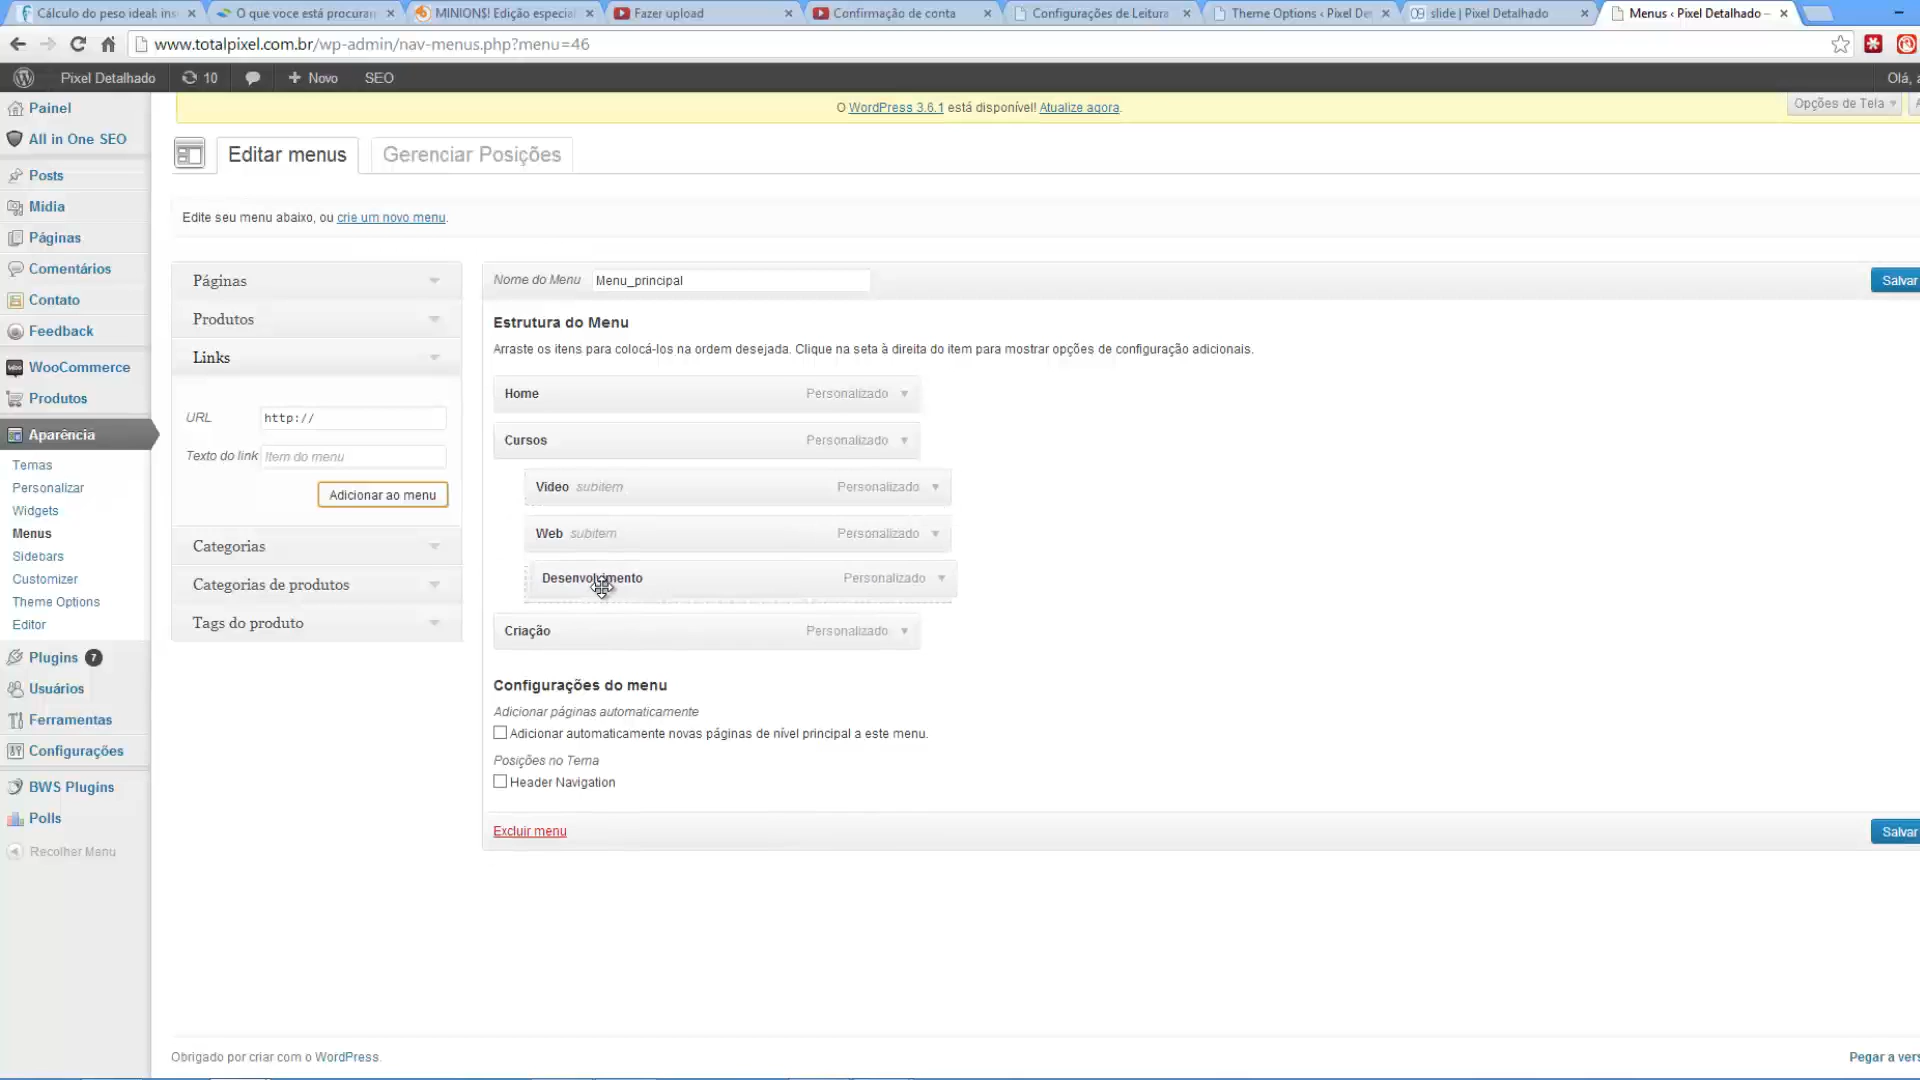 Cálculo do peso ideal: ins
O que voce está procuran
MINION$! Edição especial
Fazer upload
Confirmação de conta
Configurações de Leitura
Theme Options ‹ Pixel De
slide | Pixel Detalhado
Menus ‹ Pixel Detalhado –
www.totalpixel.com.br/wp-admin/nav-menus.php?menu=46
Pixel Detalhado 10 Novo SEO
Olá, a
Painel
All in One SEO
Posts
Mídia
Páginas
Comentários
Contato
Feedback
WooCommerce
Produtos
Aparência
Temas
Personalizar
Widgets
Menus
Sidebars
Customizer
Theme Options
Editor
Plugins 7
Usuários
Ferramentas
Configurações
BWS Plugins
Polls
Recolher Menu
O WordPress 3.6.1 está disponível! Atualize agora.
Opções de Tela
Editar menus
Gerenciar Posições
Edite seu menu abaixo, ou crie um novo menu.
Páginas
Produtos
Links
URL http://
Texto do link Item do menu
Adicionar ao menu
Categorias
Categorias de produtos
Tags do produto
Nome do Menu Menu_principal
Salvar
Estrutura do Menu
Arraste os itens para colocá-los na ordem desejada. Clique na seta à direita do item para mostrar opções de configuração adicionais.
Home Personalizado
Cursos Personalizado
Video subitem Personalizado
Web subitem Personalizado
Desenvolvimento Personalizado
Criação Personalizado
Configurações do menu
Adicionar páginas automaticamente
Adicionar automaticamente novas páginas de nível principal a este menu.
Posições no Tema
Header Navigation
Excluir menu
Salvar
Obrigado por criar com o WordPress.
Pegar a vers